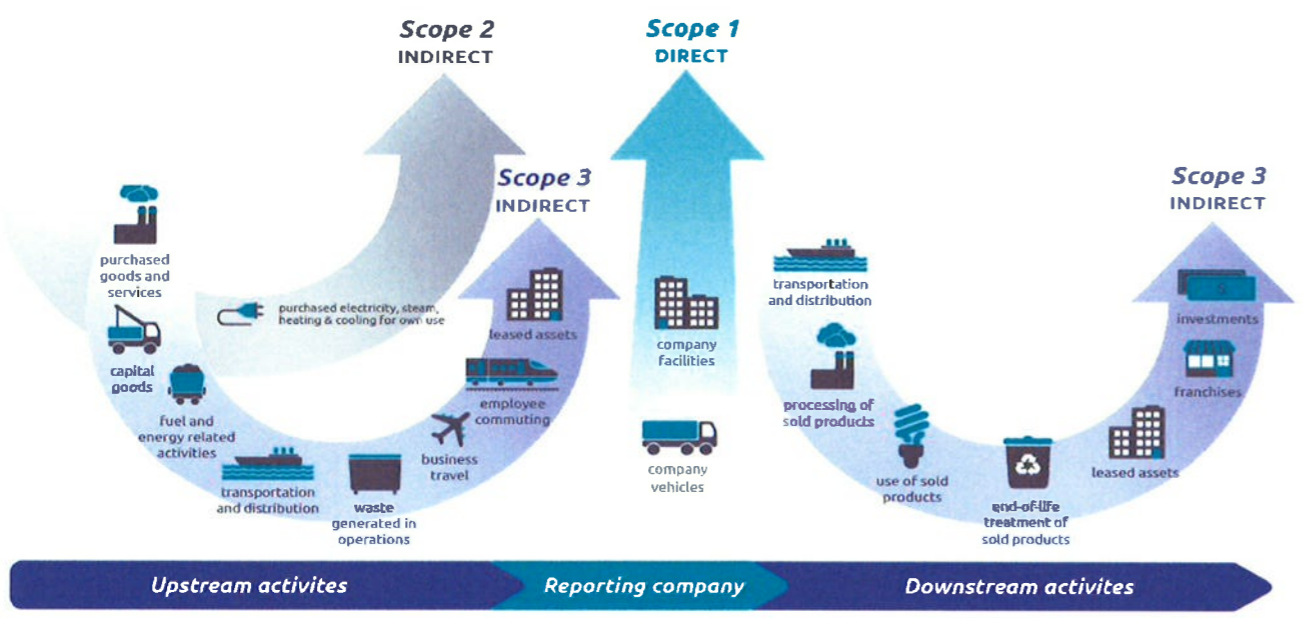 Scope 2
INDIRECT
Scope 1
DIRECT
Scope 3
INDIRECT
Scope 3
INDIRECT
purchased
goods and
services
purchased electricity, steam,
heating & cooling for own use
capital
goods
fuel and
energy related
activities
transportation
and distribution
waste
generated in
operations
business
travel
employee
commuting
leased assets
company
facilities
company
vehicles
transportation
and distribution
processing of
sold products
use of sold
products
end-of-life
treatment of
sold products
leased assets
franchises
investments
Upstream activites
Reporting company
Downstream activites